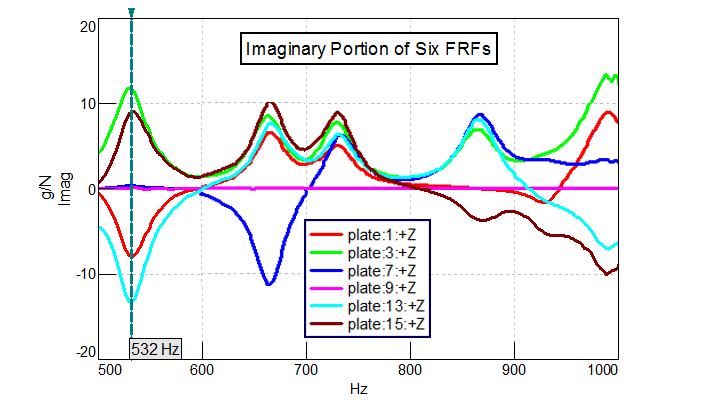 Imaginary Portion of Six FRFs
20
10
0
-10
-20
g/N
Imag
plate:1:+Z
plate:3:+Z
plate:7:+Z
plate:9:+Z
plate:13:+Z
plate:15:+Z
532 Hz
500 600 700 800 900 1000
Hz